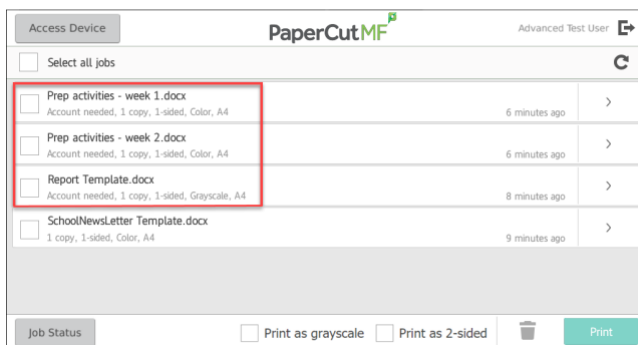 Access Device
PaperCutMF
Advanced Test User
Select all jobs
Prep activities - week 1.docx
Account needed, 1 copy, 1-sided, Color, A4
6 minutes ago
Prep activities - week 2.docx
Account needed, 1 copy, 1-sided, Color, A4
6 minutes ago
Report Template.docx
Account needed, 1 copy, 1-sided, Grayscale, A4
8 minutes ago
SchoolNewsLetter Template.docx
1 copy, 1-sided, Color, A4
9 minutes ago
Job Status
Print as grayscale
Print as 2-sided
Print